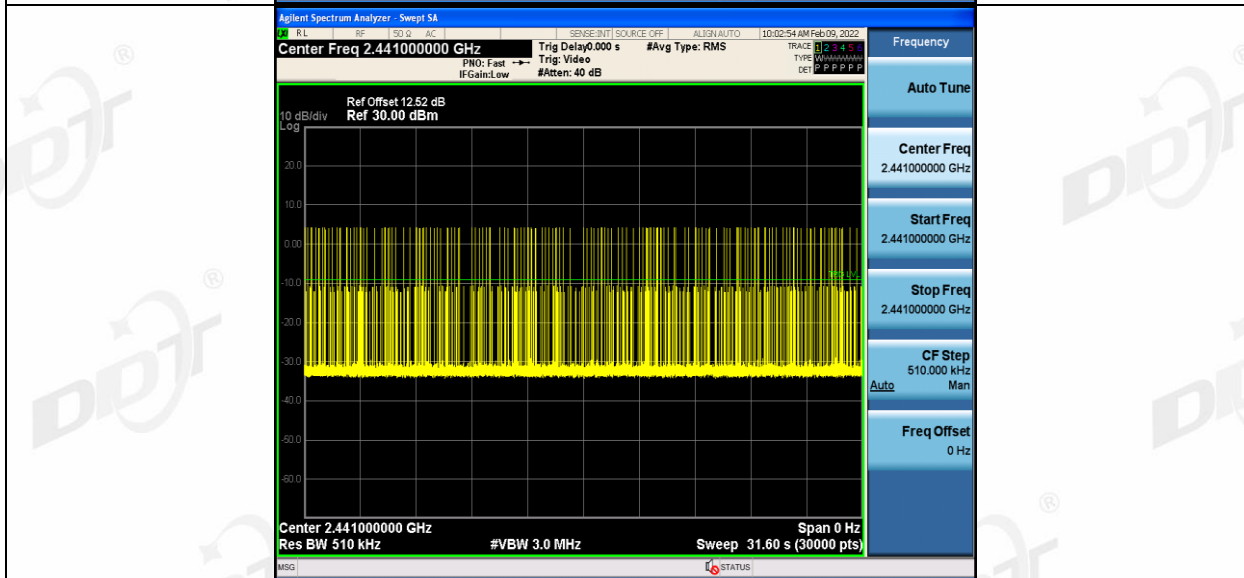 Agilent Spectrum Analyzer - Swept SA
RL RF 50 Ω AC SENSE:INT SOURCE OFF ALIGN AUTO 10:02:54 AM Feb 09, 2022
Center Freq 2.441000000 GHz
PNO: Fast
IFGain:Low
Trig Delay0.000 s
Trig: Video
#Atten: 40 dB
#Avg Type: RMS
TRACE 1 2 3 4 5 6
TYPE
DET P P P P P P
Frequency
Auto Tune
Center Freq
2.441000000 GHz
Start Freq
2.441000000 GHz
Stop Freq
2.441000000 GHz
CF Step
510.000 kHz
Auto Man
Freq Offset
0 Hz
Ref Offset 12.52 dB
10 dB/div Ref 30.00 dBm
Log
20.0
10.0
0.00
-10.0
-20.0
-30.0
-40.0
-50.0
-60.0
Center 2.441000000 GHz Span 0 Hz
Res BW 510 kHz #VBW 3.0 MHz Sweep 31.60 s (30000 pts)
MSG STATUS
DDT
®
DDT
®
DDT
®
DDT
®